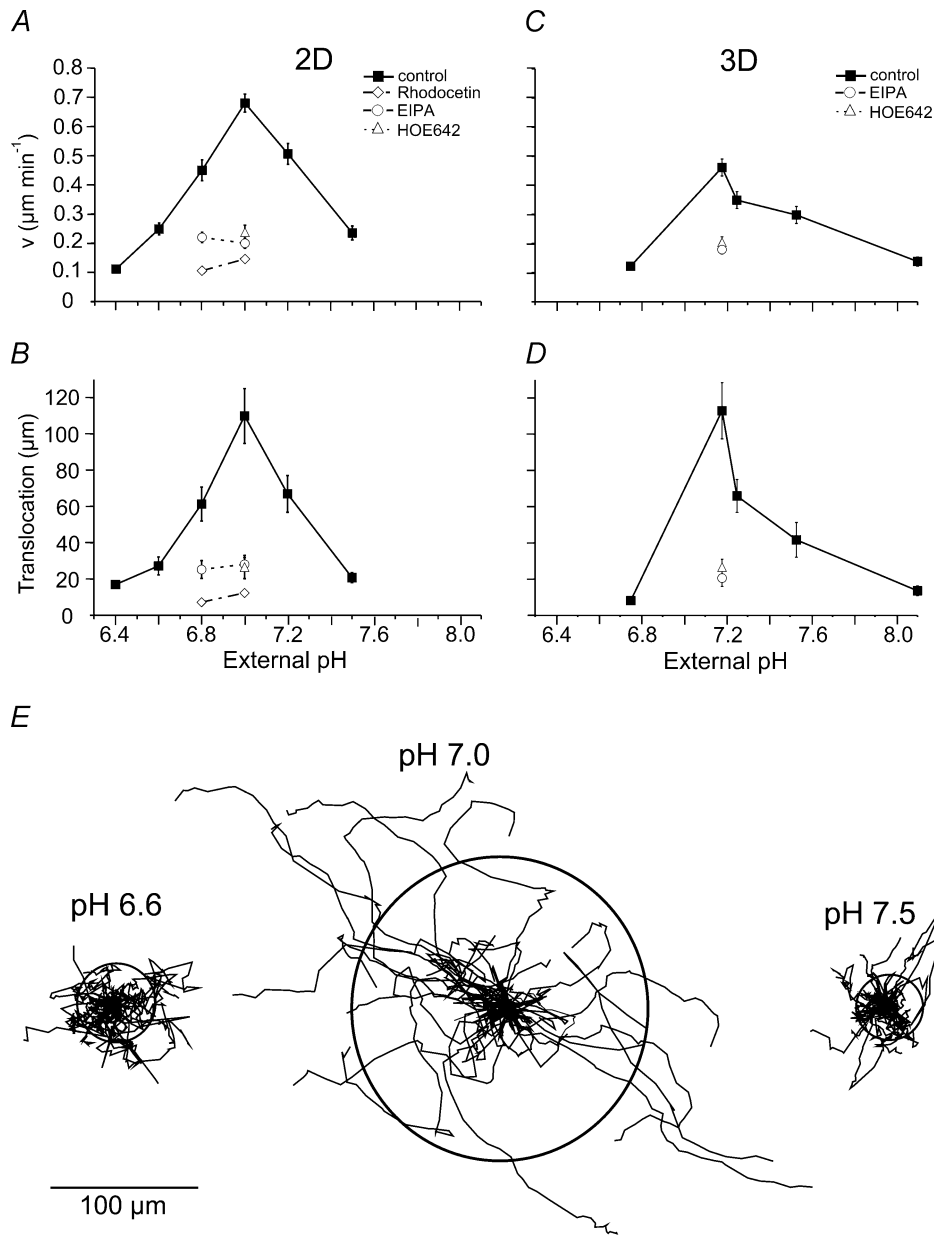 A
C
2D
3D
control
Rhodocetin
EIPA
HOE642
control
EIPA
HOE642
0.8
0.7
0.6
0.5
0.4
0.3
0.2
0.1
0
v (µm min⁻¹)
B
D
120
100
80
60
40
20
0
Translocation (µm)
6.4 6.8 7.2 7.6 8.0
External pH
6.4 6.8 7.2 7.6 8.0
External pH
E
pH 7.0
pH 6.6
pH 7.5
100 µm